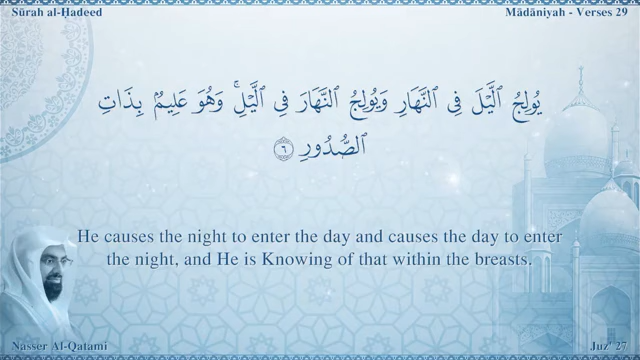 Sūrah al-Ḥadeed
Mādāniyah - Verses 29
يُولِجُ ٱلَّيْلَ فِى ٱلنَّهَارِ وَيُولِجُ ٱلنَّهَارَ فِى ٱلَّيْلِ ۚ وَهُوَ عَلِيمٌۢ بِذَاتِ
ٱلصُّدُورِ ٦
He causes the night to enter the day and causes the day to enter
the night, and He is Knowing of that within the breasts.
Nasser Al-Qatami
Juz' 27